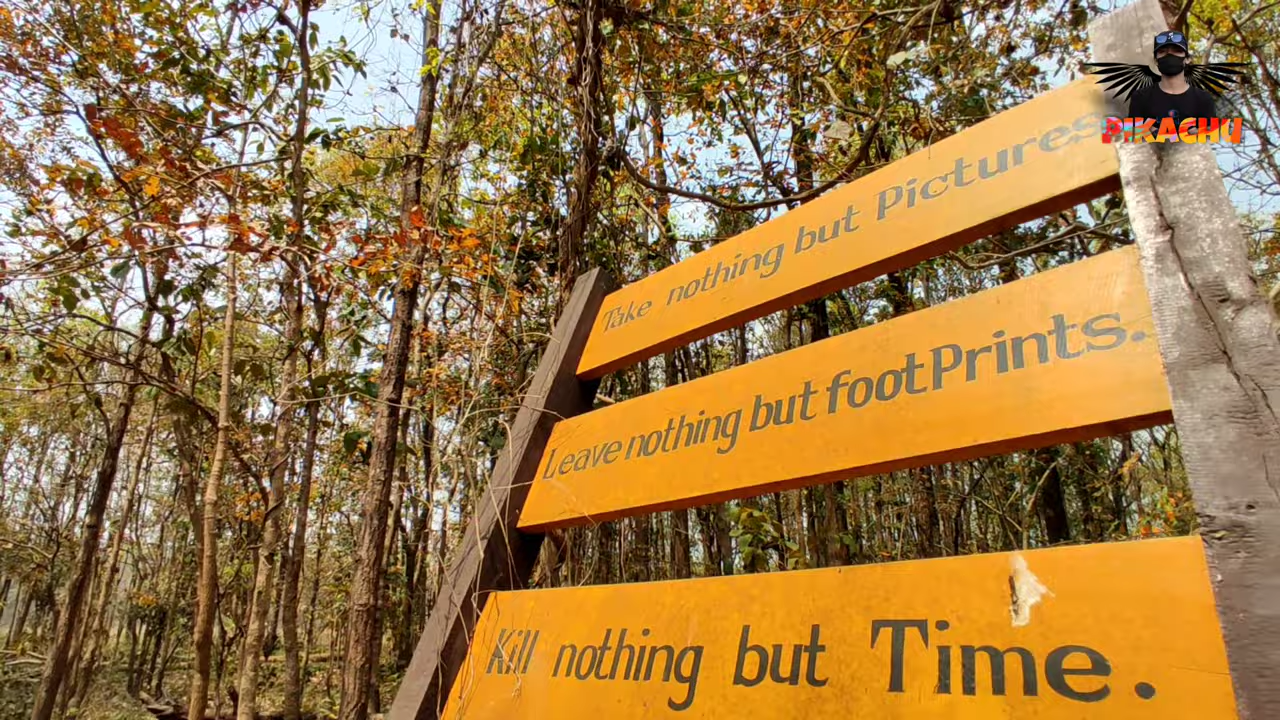 Take nothing but Pictures
Leave nothing but footPrints.
Kill nothing but Time.
PIKACHU